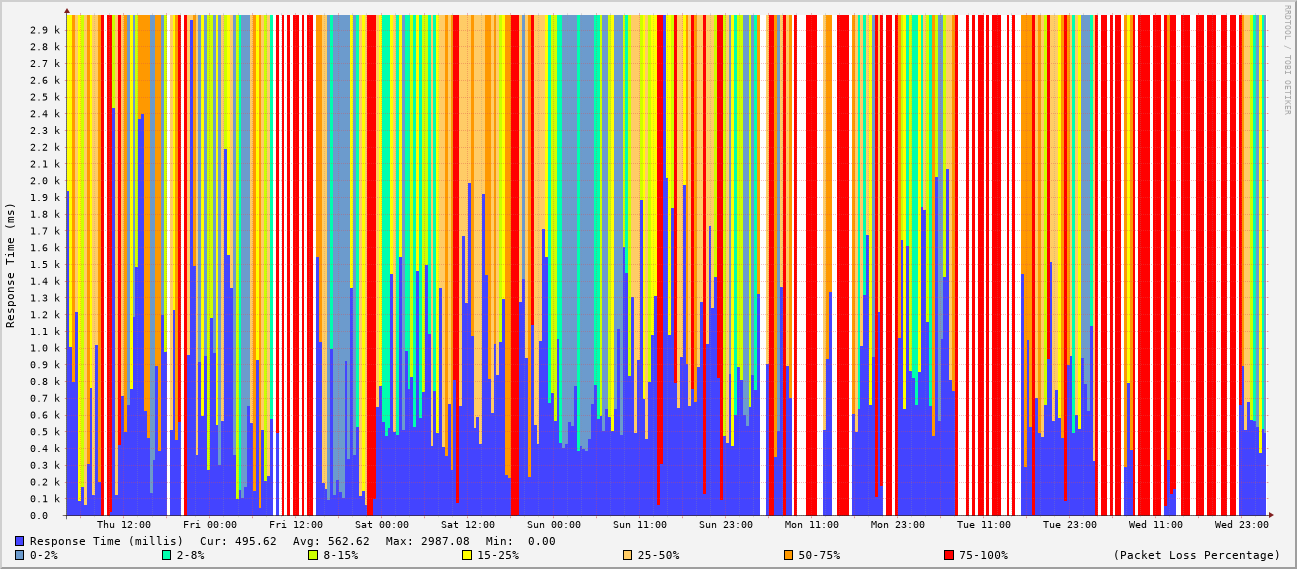 RRDTOOL / TOBI OETIKER
Response Time (ms)
2.9 k
2.8 k
2.7 k
2.6 k
2.5 k
2.4 k
2.3 k
2.2 k
2.1 k
2.0 k
1.9 k
1.8 k
1.7 k
1.6 k
1.5 k
1.4 k
1.3 k
1.2 k
1.1 k
1.0 k
0.9 k
0.8 k
0.7 k
0.6 k
0.5 k
0.4 k
0.3 k
0.2 k
0.1 k
0.0
Thu 12:00 Fri 00:00 Fri 12:00 Sat 00:00 Sat 12:00 Sun 00:00 Sun 11:00 Sun 23:00 Mon 11:00 Mon 23:00 Tue 11:00 Tue 23:00 Wed 11:00 Wed 23:00
Response Time (millis) Cur: 495.62 Avg: 562.62 Max: 2987.08 Min: 0.00
0-2% 2-8% 8-15% 15-25% 25-50% 50-75% 75-100% (Packet Loss Percentage)